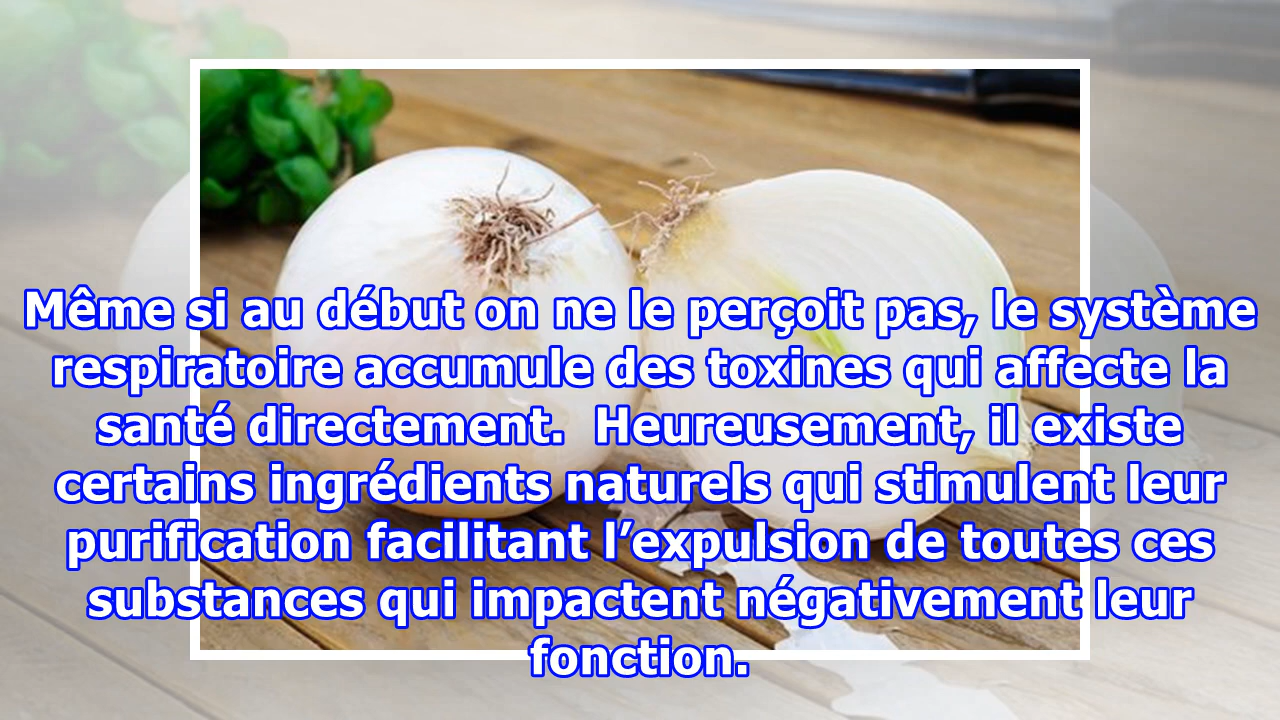 Même si au début on ne le perçoit pas, le système
respiratoire accumule des toxines qui affecte la
santé directement.  Heureusement, il existe
certains ingrédients naturels qui stimulent leur
purification facilitant l’expulsion de toutes ces
substances qui impactent négativement leur
fonction.